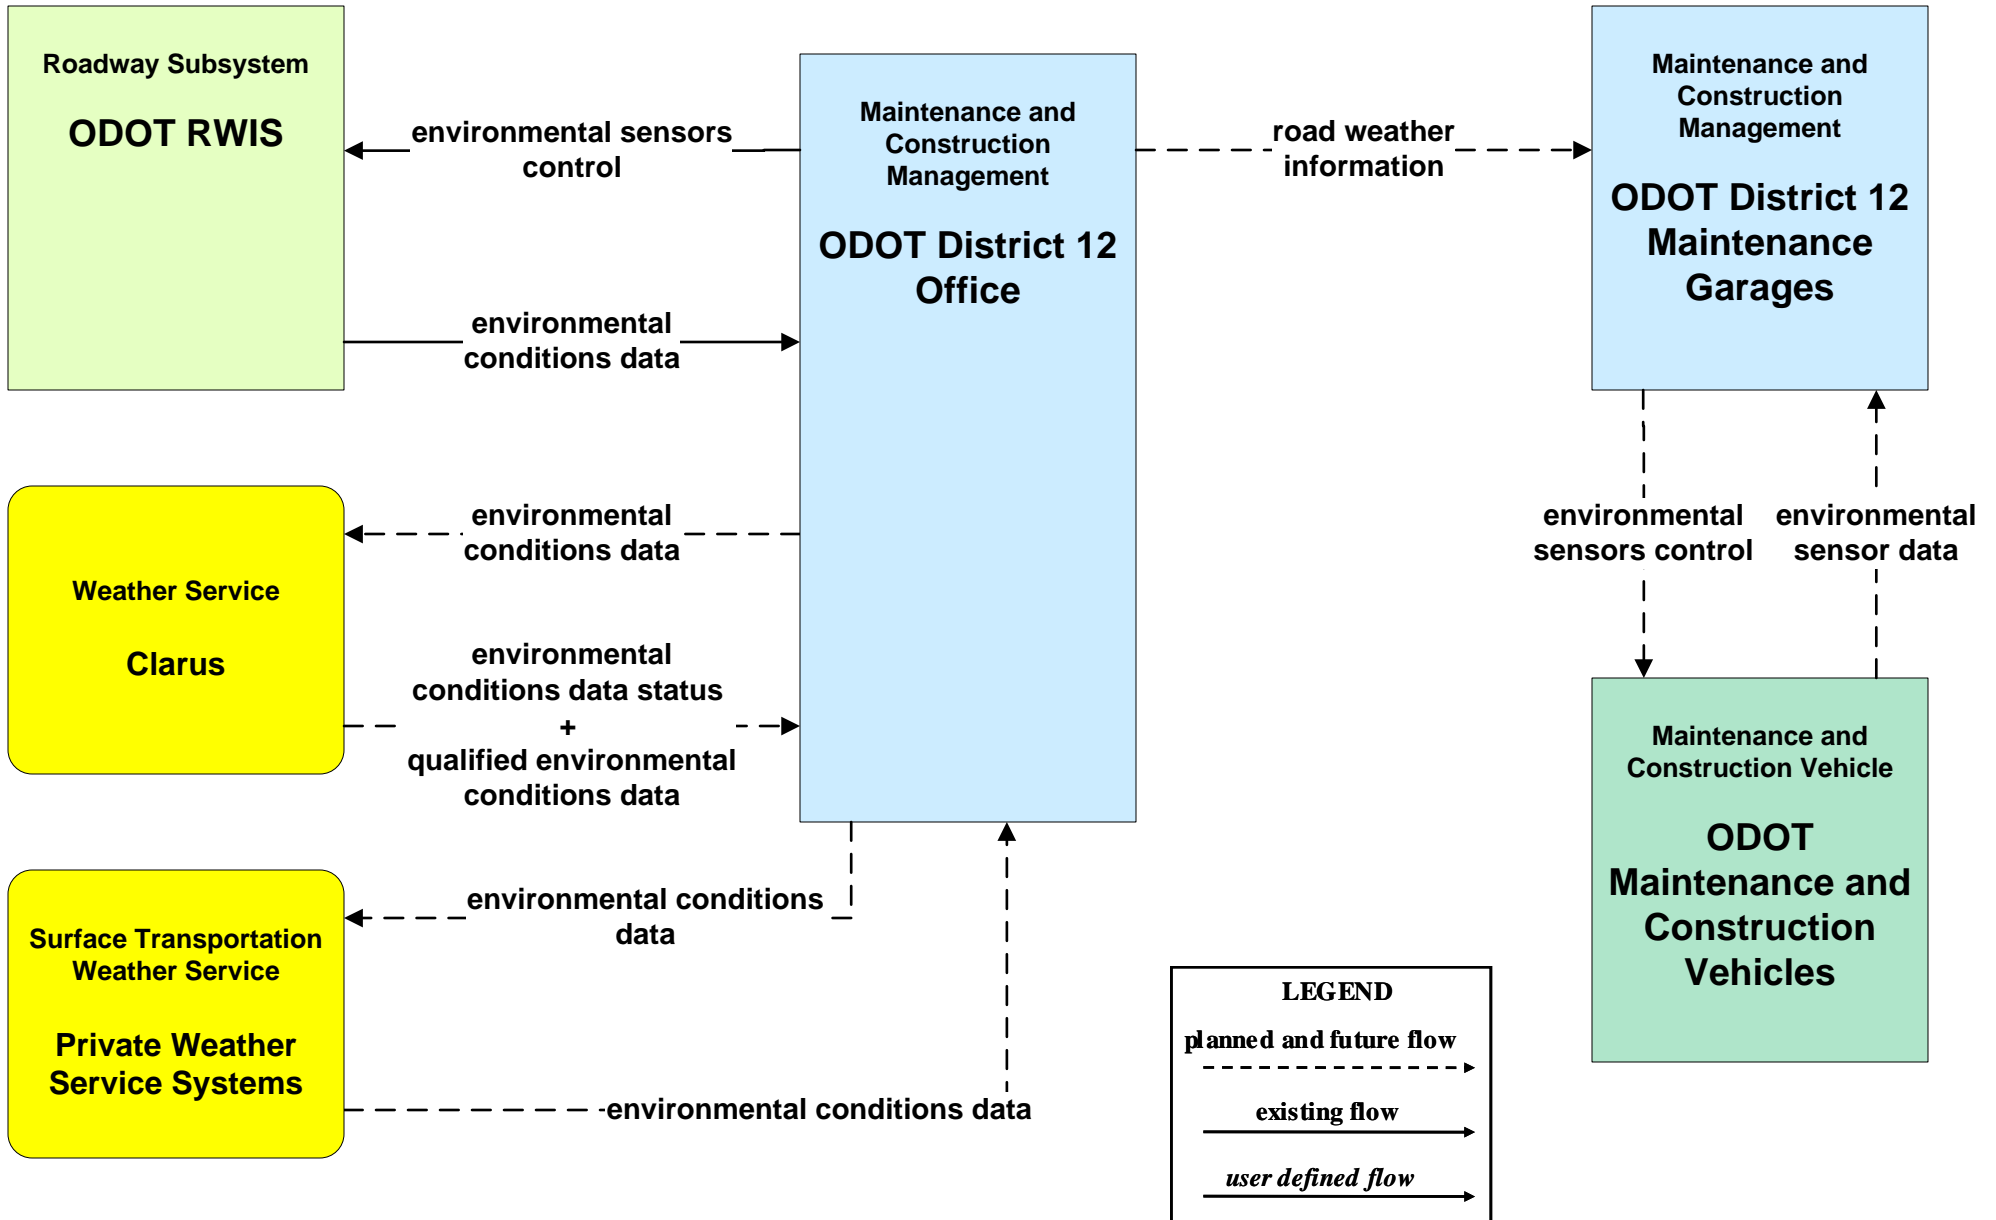 Roadway Subsystem
ODOT RWIS
environmental sensors
control
environmental
conditions data
Maintenance and
Construction
Management
ODOT District 12
Office
road weather
information
Maintenance and
Construction
Management
ODOT District 12
Maintenance
Garages
Weather Service
Clarus
environmental
conditions data
environmental
conditions data status
+
qualified environmental
conditions data
environmental
sensors control
environmental
sensor data
Surface Transportation
Weather Service
Private Weather
Service Systems
environmental conditions
data
environmental conditions data
Maintenance and
Construction Vehicle
ODOT
Maintenance and
Construction
Vehicles
LEGEND
planned and future flow
existing flow
user defined flow